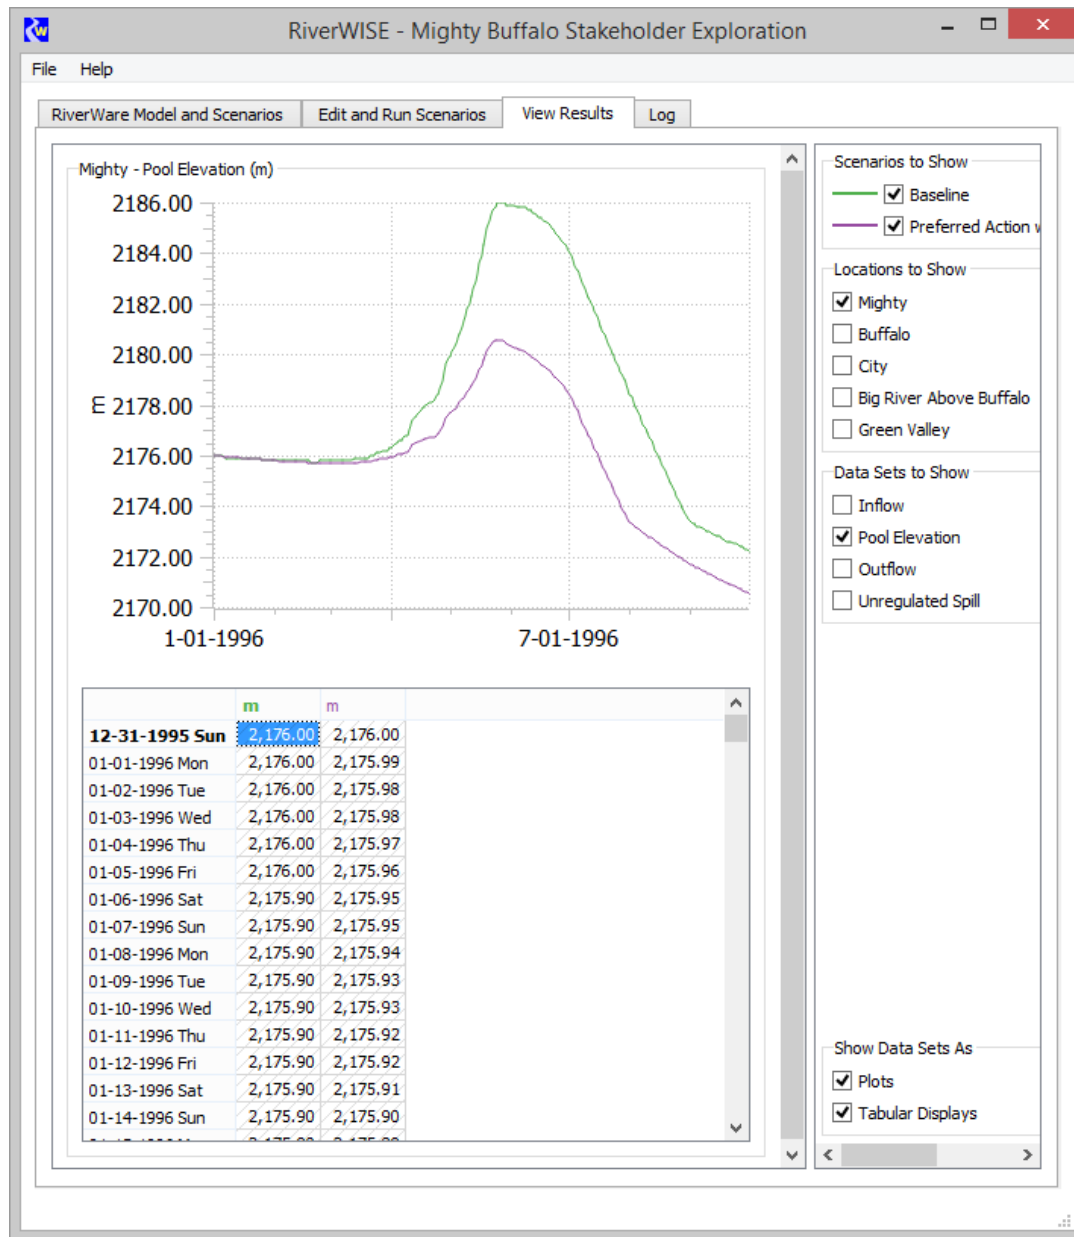 RiverWISE - Mighty Buffalo Stakeholder Exploration
File Help
RiverWare Model and Scenarios Edit and Run Scenarios View Results Log
Mighty - Pool Elevation (m)
2186.00
2184.00
2182.00
2180.00
m 2178.00
2176.00
2174.00
2172.00
2170.00
1-01-1996 7-01-1996
m m
12-31-1995 Sun 2,176.00 2,176.00
01-01-1996 Mon 2,176.00 2,175.99
01-02-1996 Tue 2,176.00 2,175.98
01-03-1996 Wed 2,176.00 2,175.98
01-04-1996 Thu 2,176.00 2,175.97
01-05-1996 Fri 2,176.00 2,175.96
01-06-1996 Sat 2,175.90 2,175.95
01-07-1996 Sun 2,175.90 2,175.95
01-08-1996 Mon 2,175.90 2,175.94
01-09-1996 Tue 2,175.90 2,175.93
01-10-1996 Wed 2,175.90 2,175.93
01-11-1996 Thu 2,175.90 2,175.92
01-12-1996 Fri 2,175.90 2,175.92
01-13-1996 Sat 2,175.90 2,175.91
01-14-1996 Sun 2,175.90 2,175.90
Scenarios to Show
Baseline
Preferred Action
Locations to Show
Mighty
Buffalo
City
Big River Above Buffalo
Green Valley
Data Sets to Show
Inflow
Pool Elevation
Outflow
Unregulated Spill
Show Data Sets As
Plots
Tabular Displays